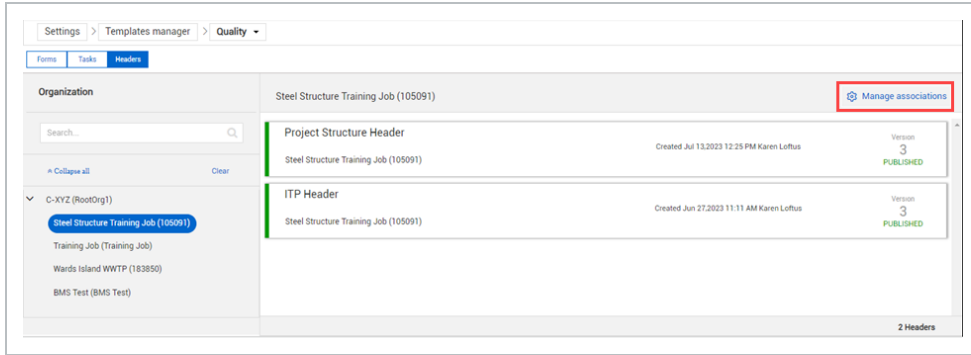 Settings > Templates manager > Quality
Forms Tasks Headers
Organization
Steel Structure Training Job (105091)
Manage associations
Search...
Collapse all
Clear
C-XYZ (RootOrg1)
Steel Structure Training Job (105091)
Training Job (Training Job)
Wards Island WWTP (183850)
BMS Test (BMS Test)
Project Structure Header
Steel Structure Training Job (105091)
Created Jul 13,2023 12:25 PM Karen Loftus
Version
3
PUBLISHED
ITP Header
Steel Structure Training Job (105091)
Created Jun 27,2023 11:11 AM Karen Loftus
Version
3
PUBLISHED
2 Headers